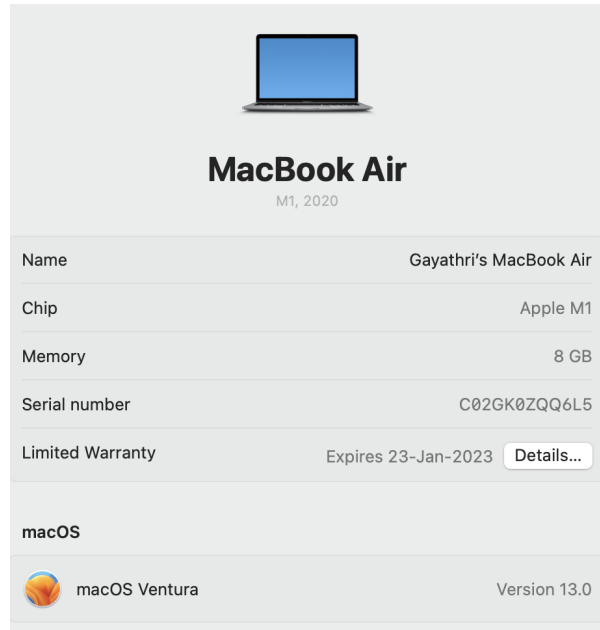 MacBook Air
M1, 2020
Name Gayathri's MacBook Air
Chip Apple M1
Memory 8 GB
Serial number C02GK0ZQQ6L5
Limited Warranty Expires 23-Jan-2023 Details...
macOS
macOS Ventura Version 13.0